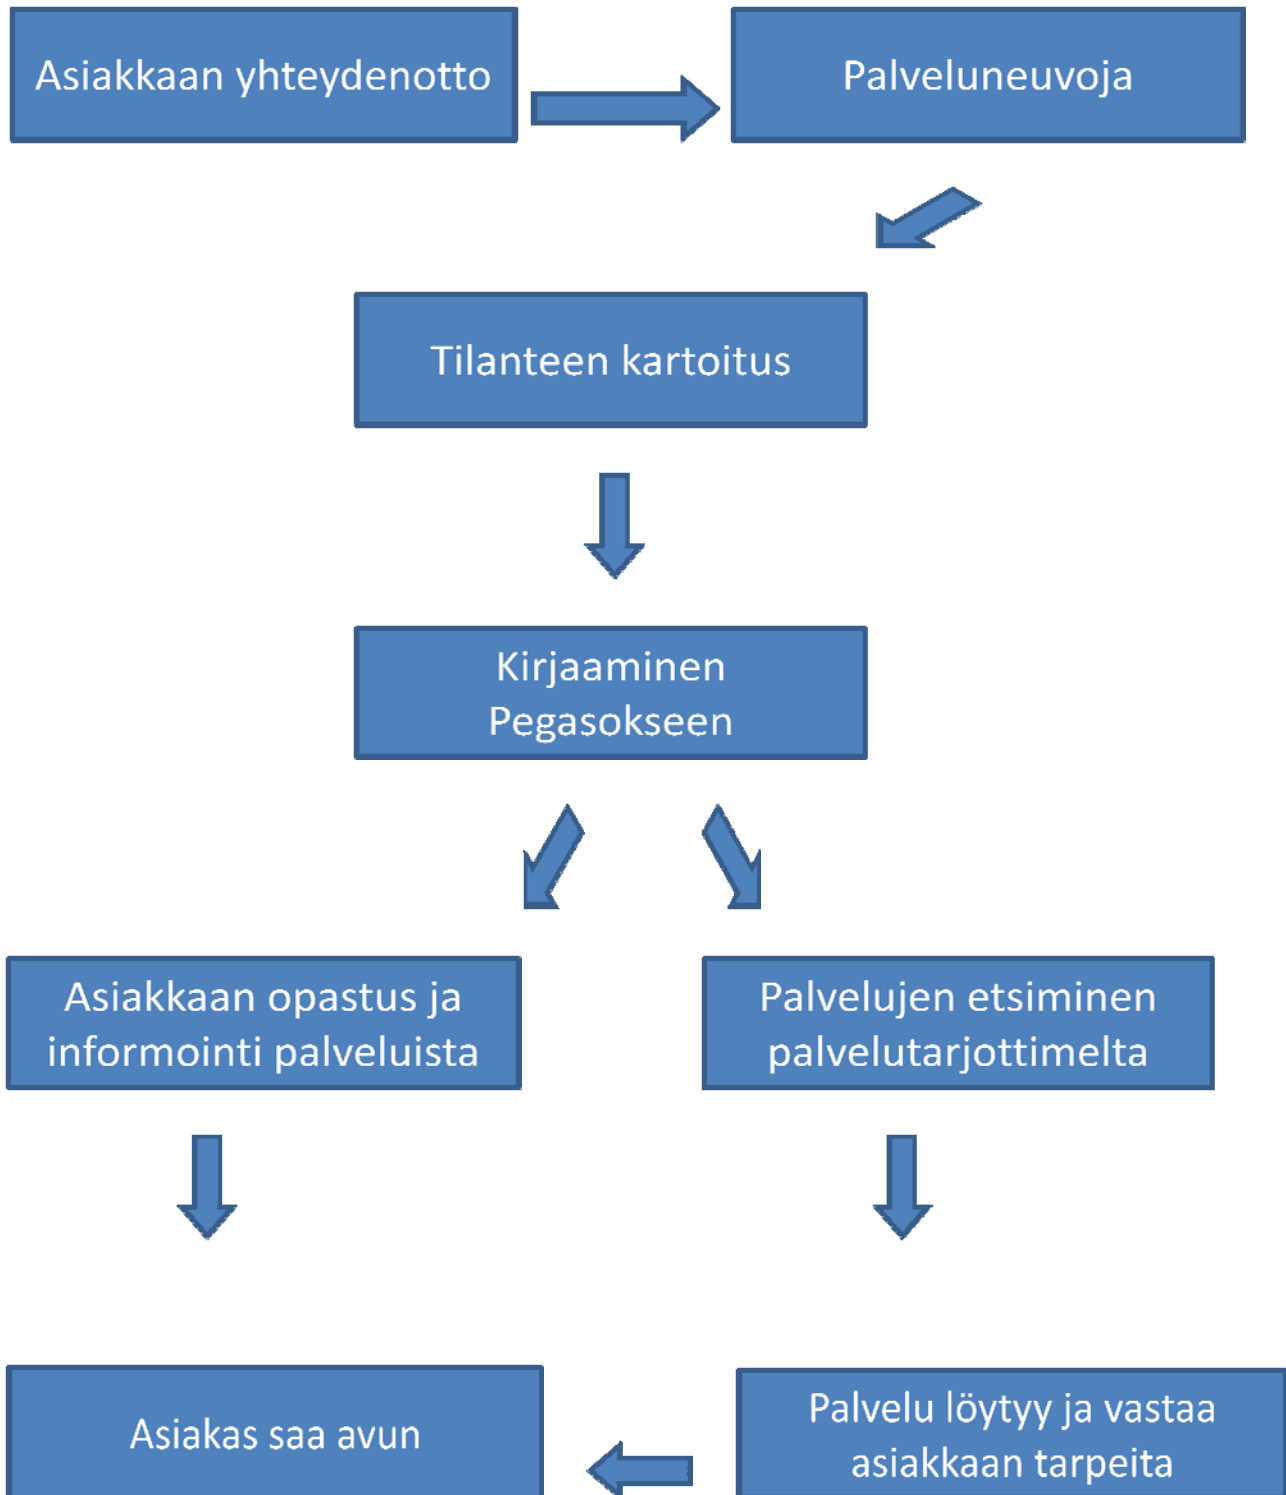 Asiakkaan yhteydenotto
Palveluneuvoja
Tilanteen kartoitus
Kirjaaminen
Pegasokseen
Asiakkaan opastus ja
informointi palveluista
Palvelujen etsiminen
palvelutarjottimelta
Asiakas saa avun
Palvelu löytyy ja vastaa
asiakkaan tarpeita